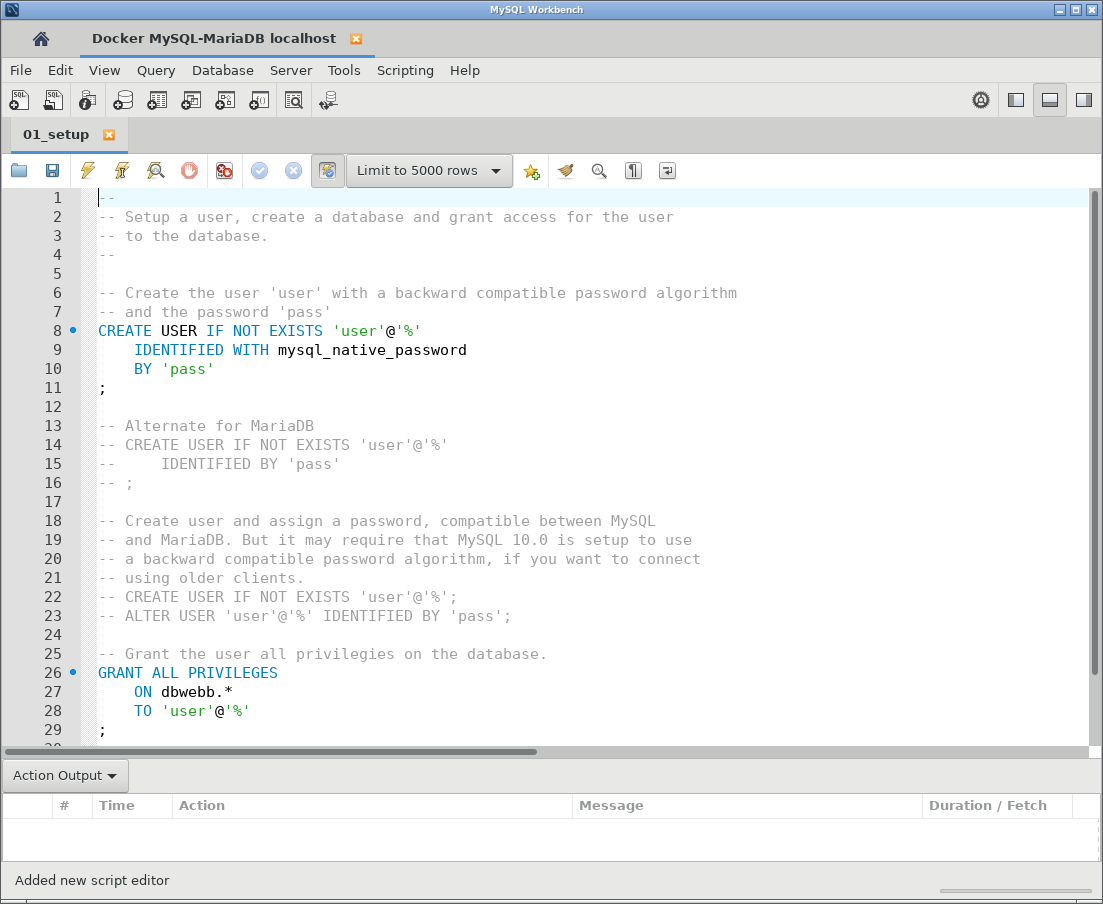 MySQL Workbench
Docker MySQL-MariaDB localhost
File Edit View Query Database Server Tools Scripting Help
SQL SQL
01_setup
Limit to 5000 rows
1 --
2 -- Setup a user, create a database and grant access for the user
3 -- to the database.
4 --
5
6 -- Create the user 'user' with a backward compatible password algorithm
7 -- and the password 'pass'
8 CREATE USER IF NOT EXISTS 'user'@'%'
9     IDENTIFIED WITH mysql_native_password
10     BY 'pass'
11 ;
12
13 -- Alternate for MariaDB
14 -- CREATE USER IF NOT EXISTS 'user'@'%'
15 --     IDENTIFIED BY 'pass'
16 -- ;
17
18 -- Create user and assign a password, compatible between MySQL
19 -- and MariaDB. But it may require that MySQL 10.0 is setup to use
20 -- a backward compatible password algorithm, if you want to connect
21 -- using older clients.
22 -- CREATE USER IF NOT EXISTS 'user'@'%';
23 -- ALTER USER 'user'@'%' IDENTIFIED BY 'pass';
24
25 -- Grant the user all privilegies on the database.
26 GRANT ALL PRIVILEGES
27     ON dbwebb.*
28     TO 'user'@'%'
29 ;
Action Output
# Time Action Message Duration / Fetch
Added new script editor